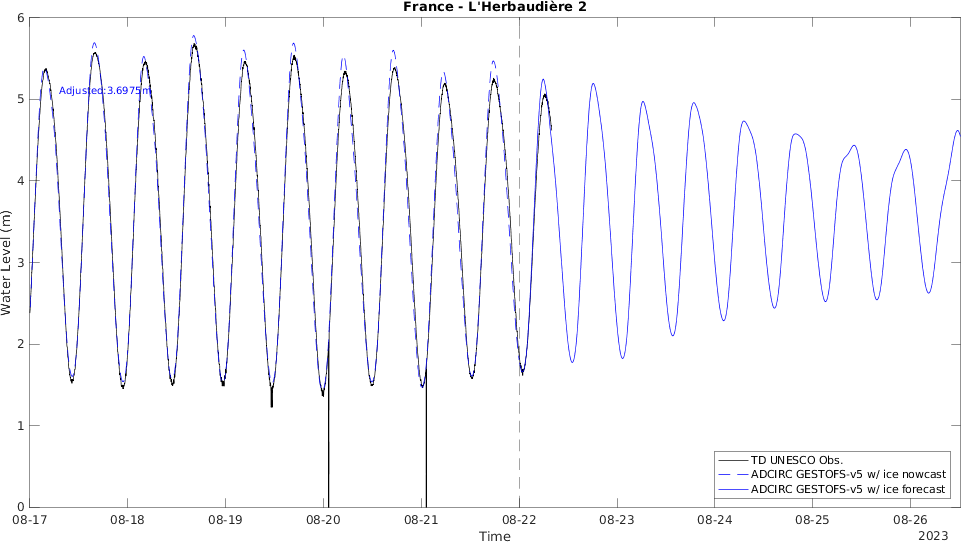 France - L'Herbaudière 2
6
5
4
3
2
1
0
Water Level (m)
Adjusted:3.6975m
TD UNESCO Obs.
ADCIRC GESTOFS-v5 w/ ice nowcast
ADCIRC GESTOFS-v5 w/ ice forecast
08-17 08-18 08-19 08-20 08-21 08-22 08-23 08-24 08-25 08-26
Time
2023